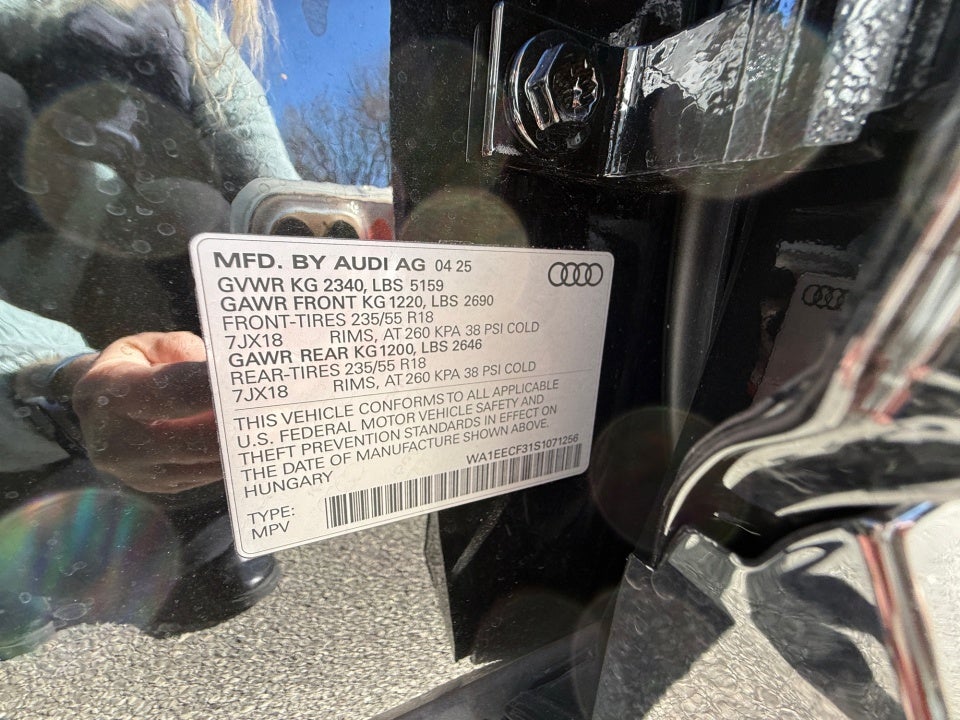 MFD. BY AUDI AG 04 25
GVWR KG 2340, LBS 5159
GAWR FRONT KG 1220, LBS 2690
FRONT-TIRES 235/55 R18
7JX18 RIMS, AT 260 KPA 38 PSI COLD
GAWR REAR KG1200, LBS 2646
REAR-TIRES 235/55 R18
7JX18 RIMS, AT 260 KPA 38 PSI COLD
THIS VEHICLE CONFORMS TO ALL APPLICABLE
U.S. FEDERAL MOTOR VEHICLE SAFETY AND
THEFT PREVENTION STANDARDS IN EFFECT ON
THE DATE OF MANUFACTURE SHOWN ABOVE.
HUNGARY WA1EECF31S1071256
TYPE:
MPV